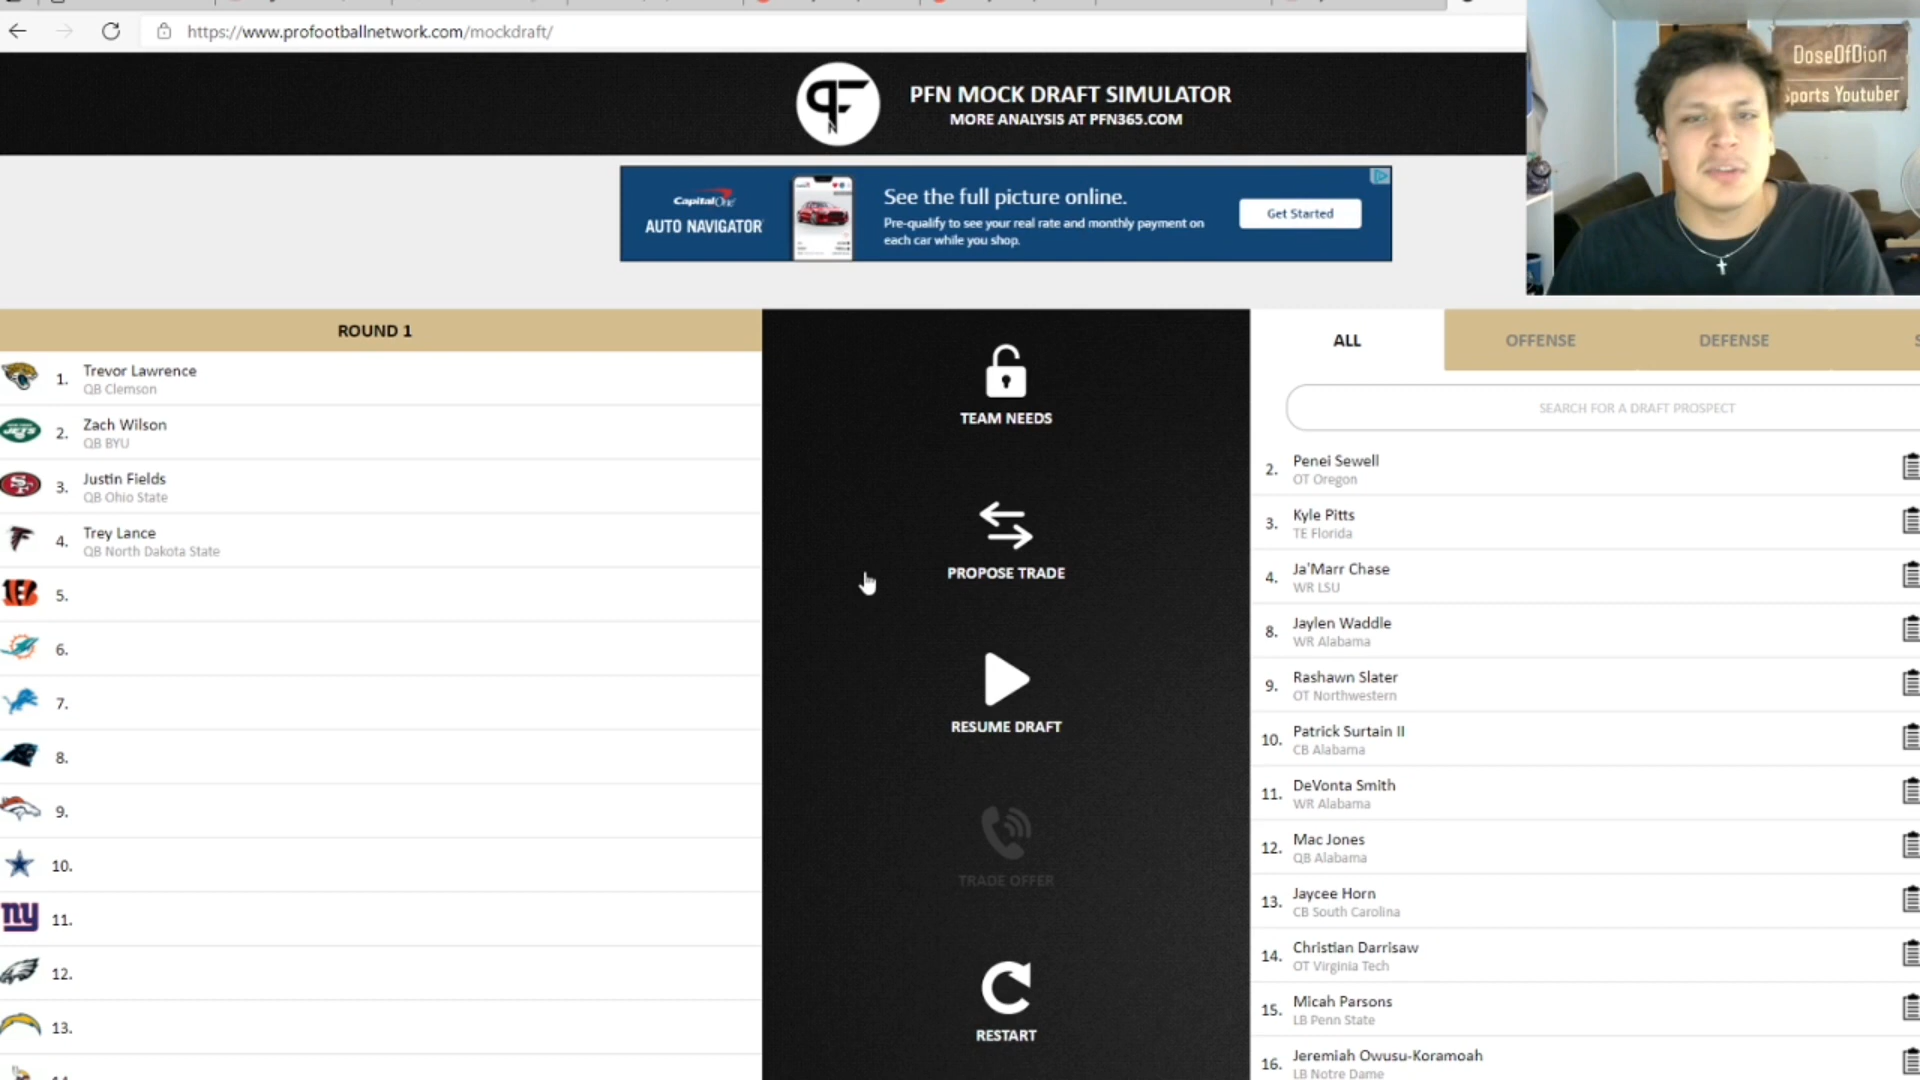 https://www.profootballnetwork.com/mockdraft/
DoseOfDion
Sports Youtuber
PFN
PFN MOCK DRAFT SIMULATOR
MORE ANALYSIS AT PFN365.COM
Capital One
AUTO NAVIGATOR
See the full picture online.
Pre-qualify to see your real rate and monthly payment on
each car while you shop.
Get Started
ROUND 1
1. Trevor Lawrence
QB Clemson
JETS
2. Zach Wilson
QB BYU
3. Justin Fields
QB Ohio State
4. Trey Lance
QB North Dakota State
5.
6.
7.
8.
9.
10.
ny
11.
12.
13.
TEAM NEEDS
PROPOSE TRADE
RESUME DRAFT
TRADE OFFER
RESTART
ALL
OFFENSE
DEFENSE
S
SEARCH FOR A DRAFT PROSPECT
2. Penei Sewell
OT Oregon
3. Kyle Pitts
TE Florida
4. Ja'Marr Chase
WR LSU
8. Jaylen Waddle
WR Alabama
9. Rashawn Slater
OT Northwestern
10. Patrick Surtain II
CB Alabama
11. DeVonta Smith
WR Alabama
12. Mac Jones
QB Alabama
13. Jaycee Horn
CB South Carolina
14. Christian Darrisaw
OT Virginia Tech
15. Micah Parsons
LB Penn State
16. Jeremiah Owusu-Koramoah
LB Notre Dame